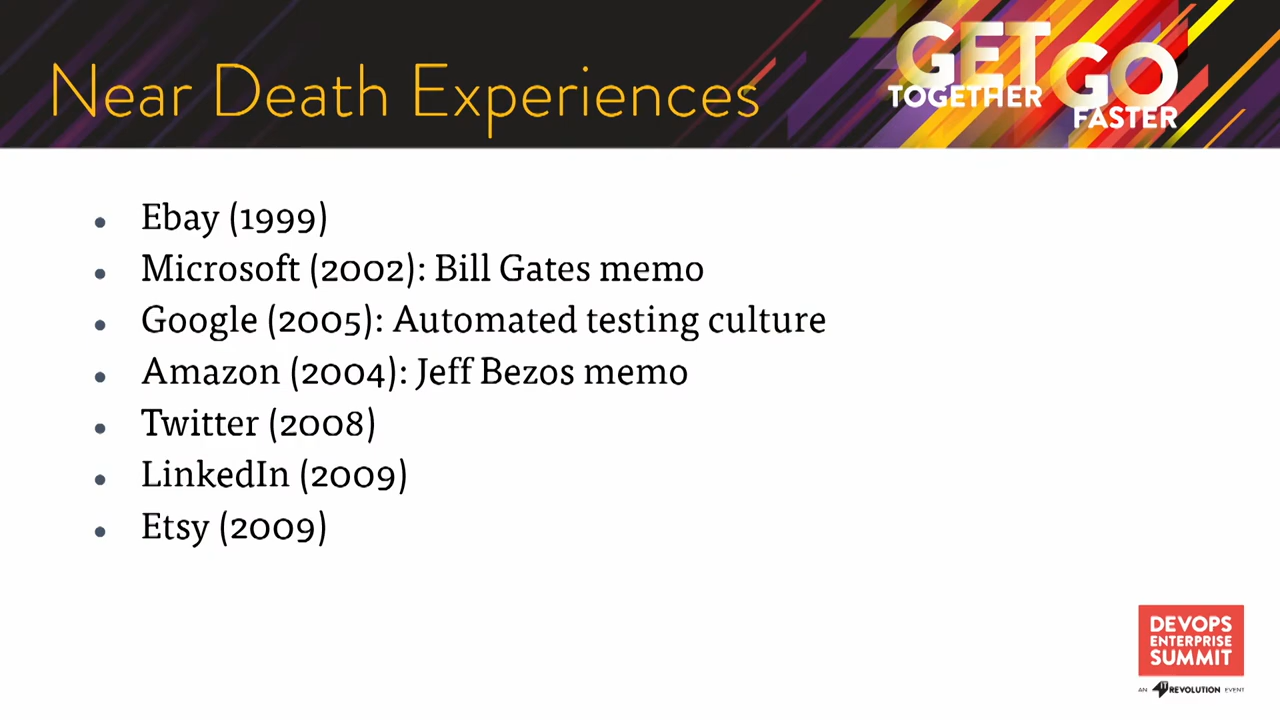 Near Death Experiences
GET
TOGETHER
GO
FASTER
• Ebay (1999)
• Microsoft (2002): Bill Gates memo
• Google (2005): Automated testing culture
• Amazon (2004): Jeff Bezos memo
• Twitter (2008)
• LinkedIn (2009)
• Etsy (2009)
DEVOPS
ENTERPRISE
SUMMIT
AN IT REVOLUTION EVENT